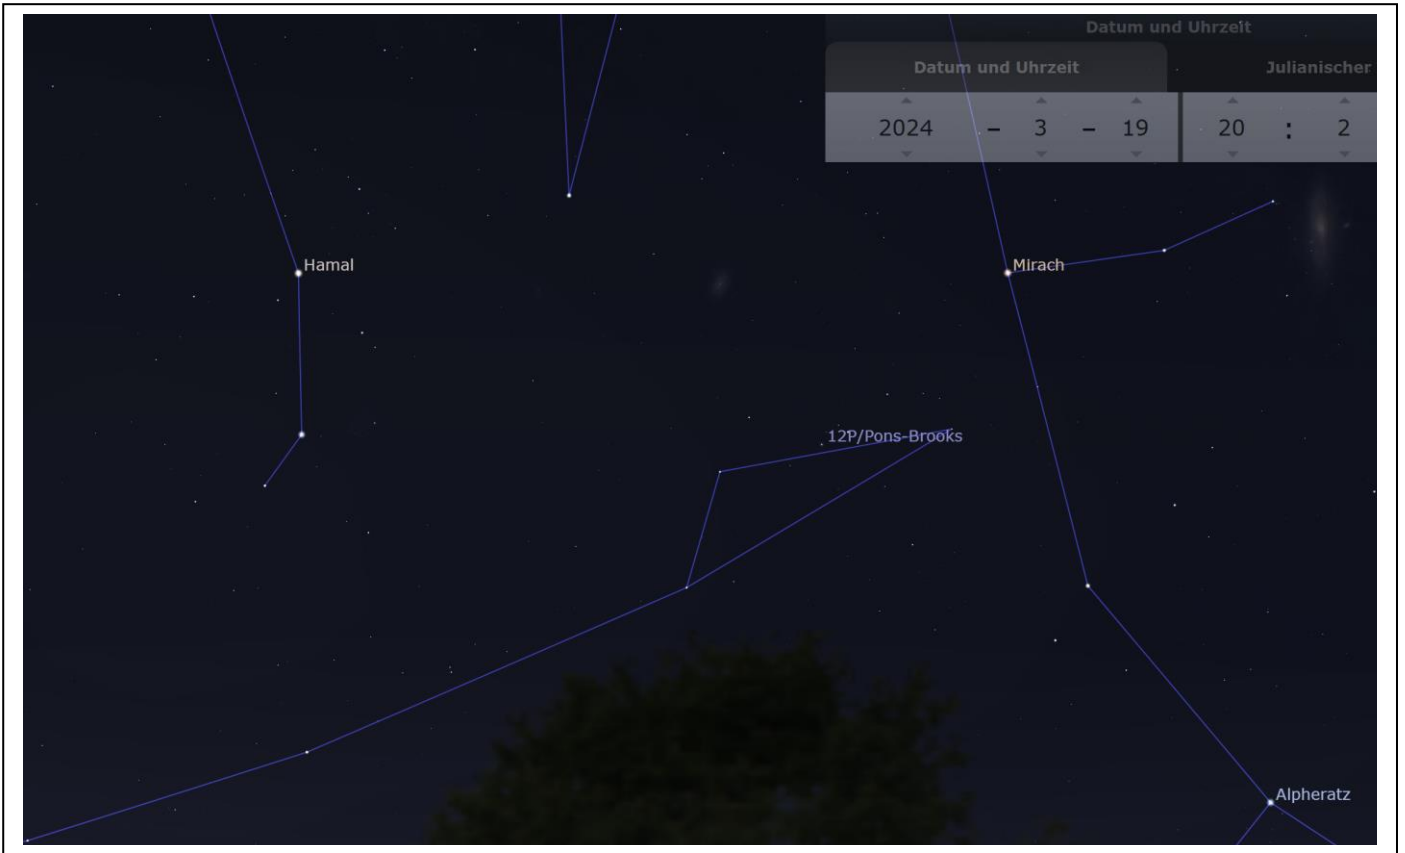 Datum und Uhrzeit
Datum und Uhrzeit Julianischer
2024 - 3 - 19 20 : 2
Hamal
Mirach
12P/Pons-Brooks
Alpheratz